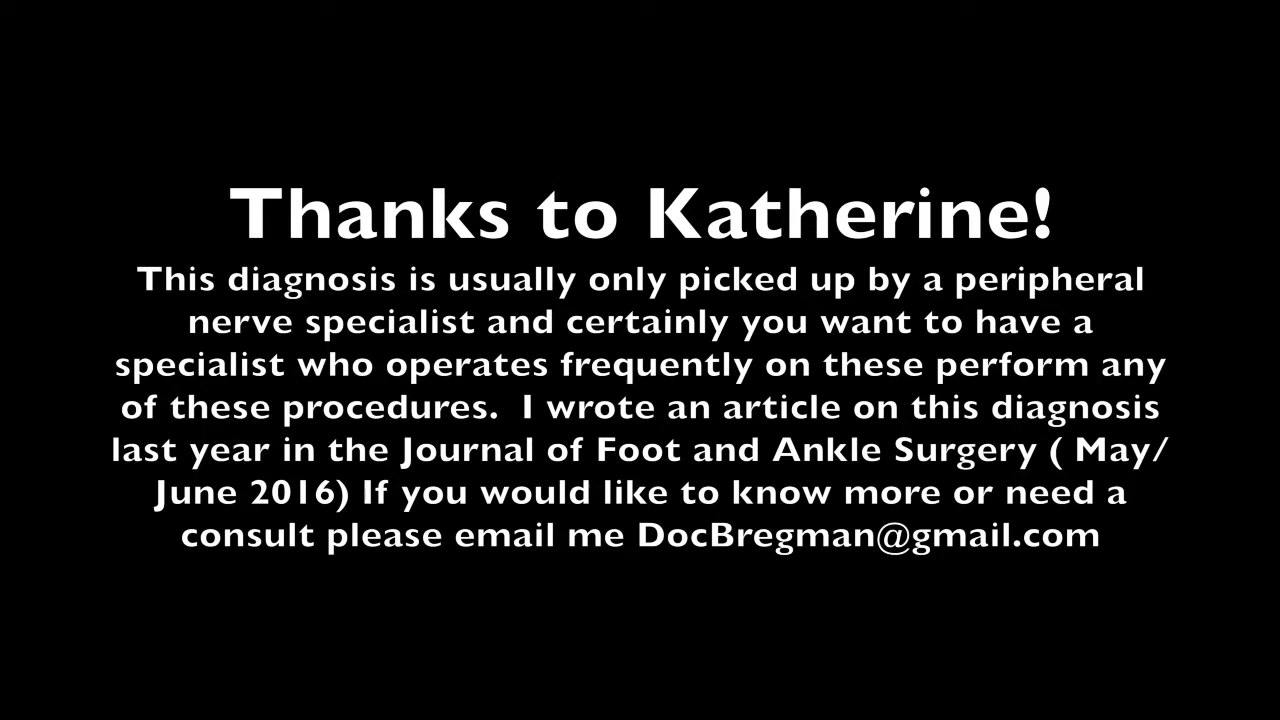 Thanks to Katherine!
This diagnosis is usually only picked up by a peripheral
nerve specialist and certainly you want to have a
specialist who operates frequently on these perform any
of these procedures.  I wrote an article on this diagnosis
last year in the Journal of Foot and Ankle Surgery ( May/
June 2016) If you would like to know more or need a
consult please email me DocBregman@gmail.com